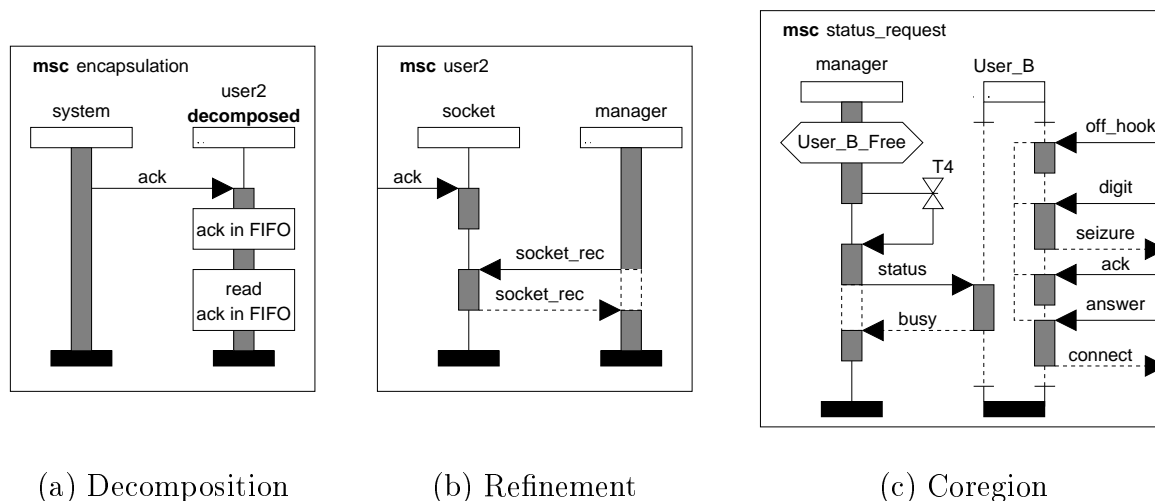 msc encapsulation
system
user2
decomposed
ack
ack in FIFO
read
ack in FIFO
(a) Decomposition
msc user2
socket
manager
ack
socket_rec
socket_rec
(b) Refinement
msc status_request
manager
User_B
User_B_Free
T4
status
busy
off_hook
digit
seizure
ack
answer
connect
(c) Coregion